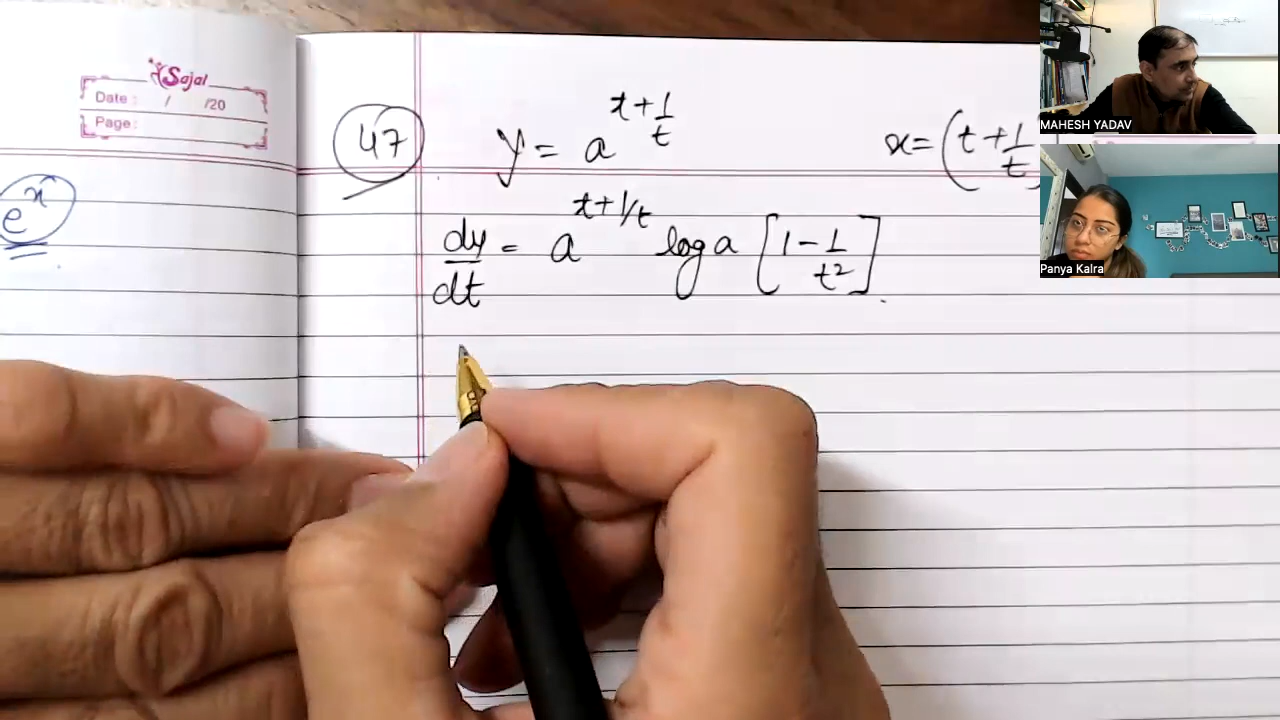 Sajal
Date : / /20
Page :
47 y = a^{t+1/t} x = (t+1/t
e^x
dy/dt = a^{t+1/t} log a [1 - 1/t²]
MAHESH YADAV
Panya Kalra